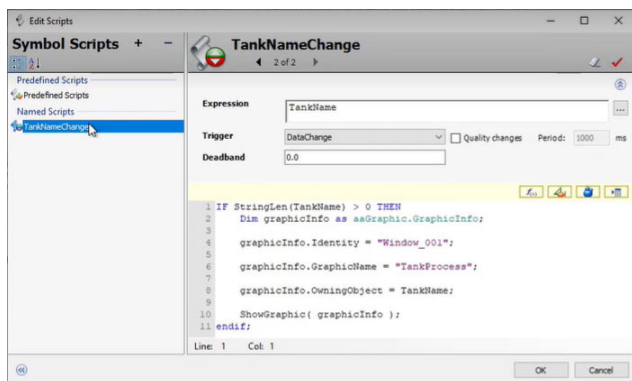 Edit Scripts
Symbol Scripts + −
Predefined Scripts
Predefined Scripts
Named Scripts
TankNameChange
TankNameChange
2 of 2
Expression TankName ...
Trigger DataChange Quality changes Period: 1000 ms
Deadband 0.0
1 IF StringLen(TankName) > 0 THEN
2 Dim graphicInfo as aaGraphic.GraphicInfo;
3
4 graphicInfo.Identity = "Window_001";
5
6 graphicInfo.GraphicName = "TankProcess";
7
8 graphicInfo.OwningObject = TankName;
9
10 ShowGraphic( graphicInfo );
11 endif;
Line: 1 Col: 1
OK Cancel